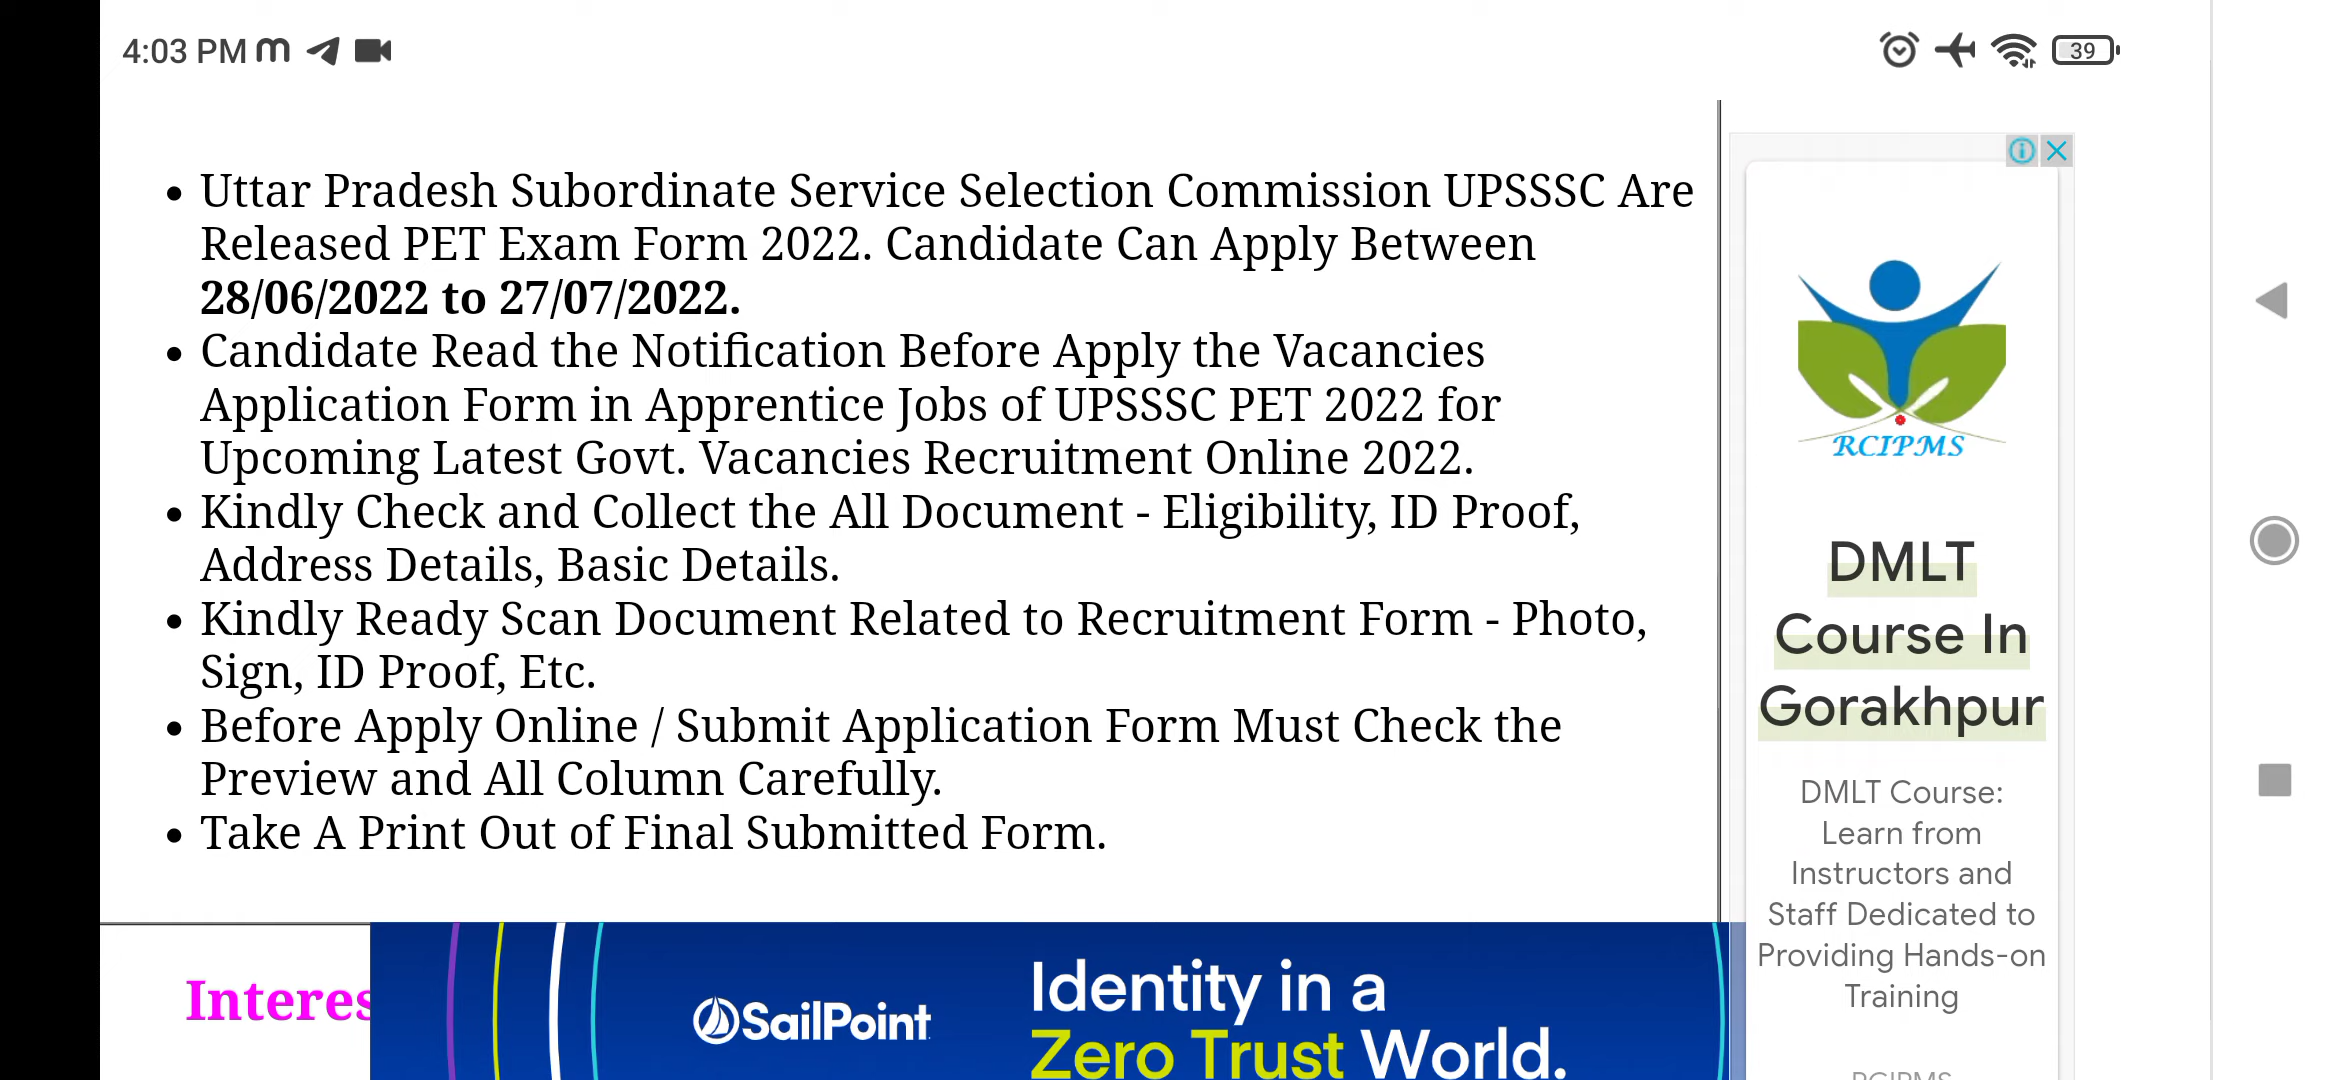 4:03 PM m
39
Uttar Pradesh Subordinate Service Selection Commission UPSSSC Are
Released PET Exam Form 2022. Candidate Can Apply Between
28/06/2022 to 27/07/2022.
Candidate Read the Notification Before Apply the Vacancies
Application Form in Apprentice Jobs of UPSSSC PET 2022 for
Upcoming Latest Govt. Vacancies Recruitment Online 2022.
Kindly Check and Collect the All Document - Eligibility, ID Proof,
Address Details, Basic Details.
Kindly Ready Scan Document Related to Recruitment Form - Photo,
Sign, ID Proof, Etc.
Before Apply Online / Submit Application Form Must Check the
Preview and All Column Carefully.
Take A Print Out of Final Submitted Form.
Interes
SailPoint
Identity in a
Zero Trust World.
RCIPMS
DMLT
Course In
Gorakhpur
DMLT Course:
Learn from
Instructors and
Staff Dedicated to
Providing Hands-on
Training
RCIPMS